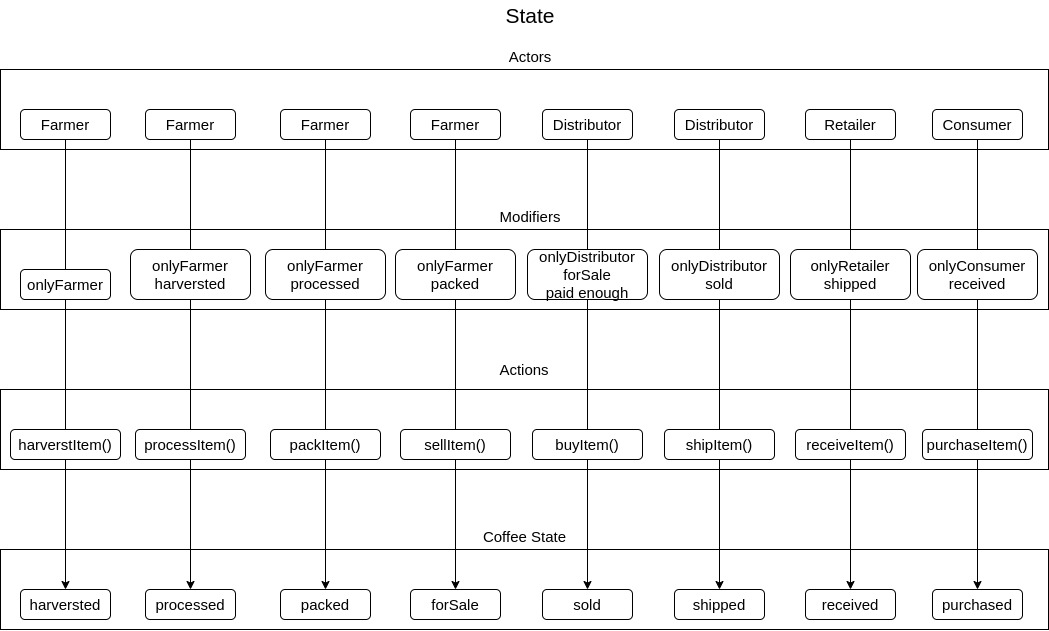 State
Actors
Farmer
Farmer
Farmer
Farmer
Distributor
Distributor
Retailer
Consumer
Modifiers
onlyFarmer
onlyFarmer
harversted
onlyFarmer
processed
onlyFarmer
packed
onlyDistributor
forSale
paid enough
onlyDistributor
sold
onlyRetailer
shipped
onlyConsumer
received
Actions
harverstItem()
processItem()
packItem()
sellItem()
buyItem()
shipItem()
receiveItem()
purchaseItem()
Coffee State
harversted
processed
packed
forSale
sold
shipped
received
purchased